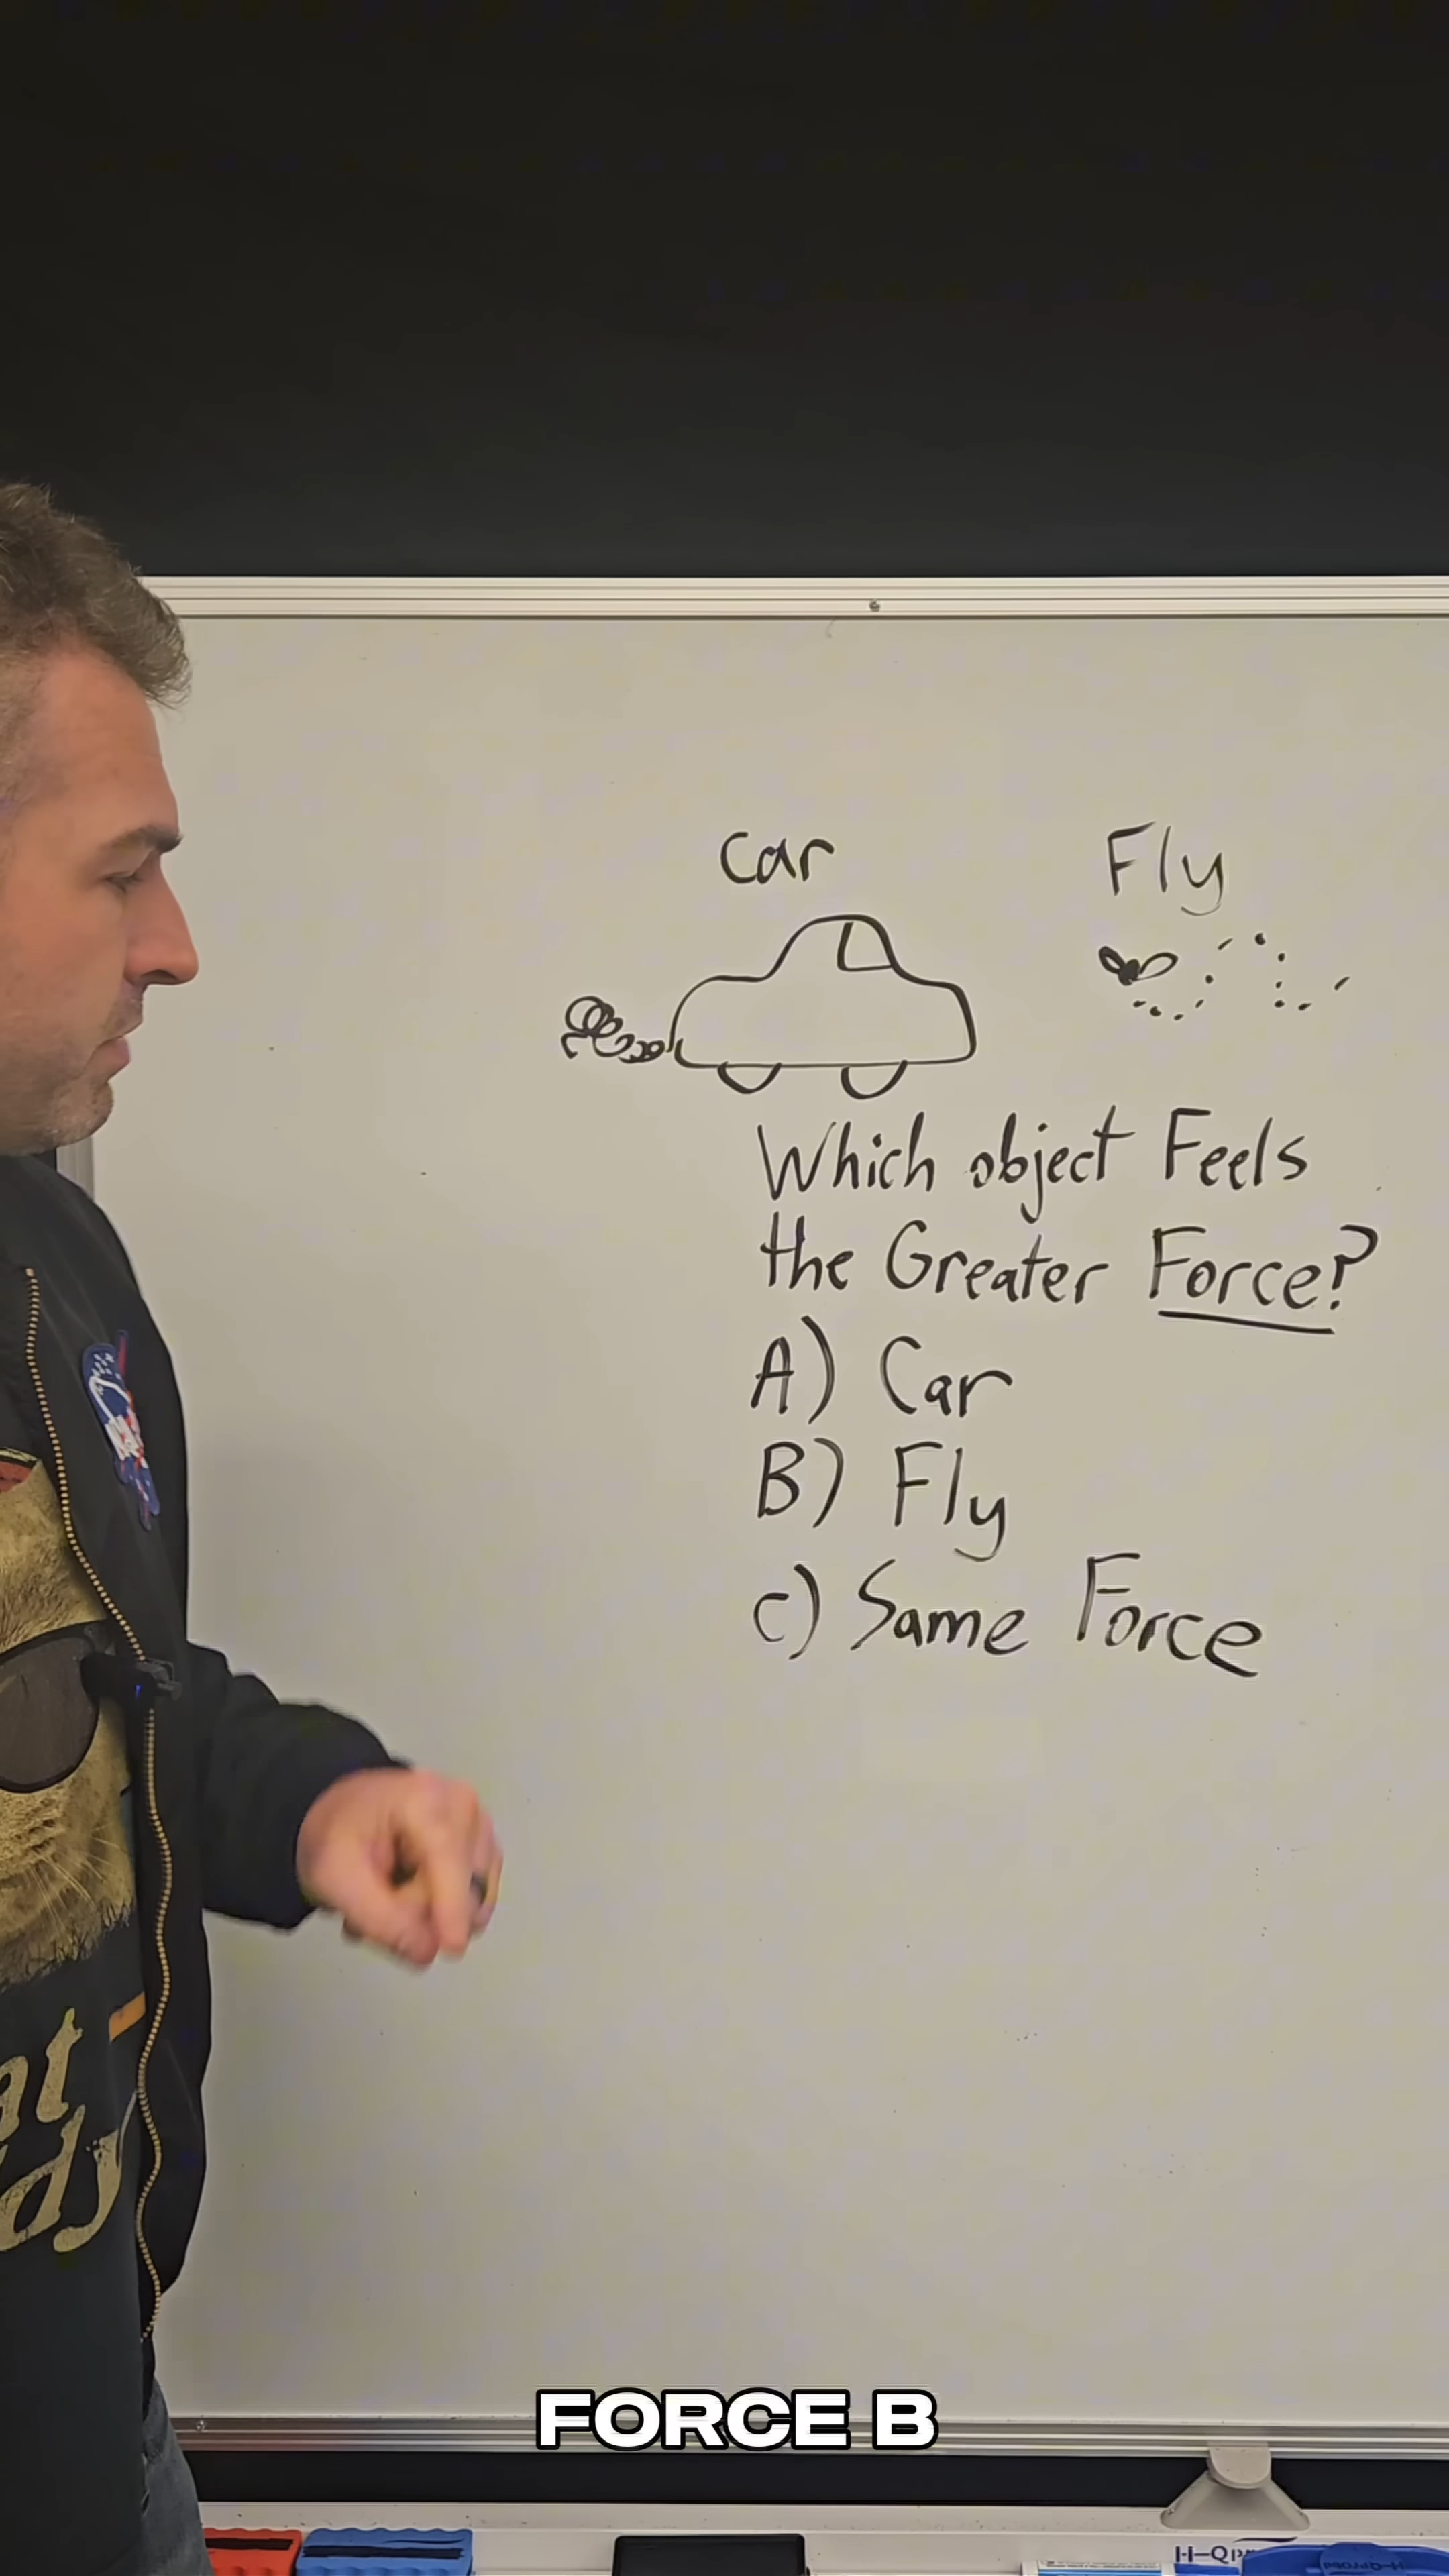 Car
Fly
Which object Feels
the Greater Force?
A) Car
B) Fly
C) Same Force
FORCE B